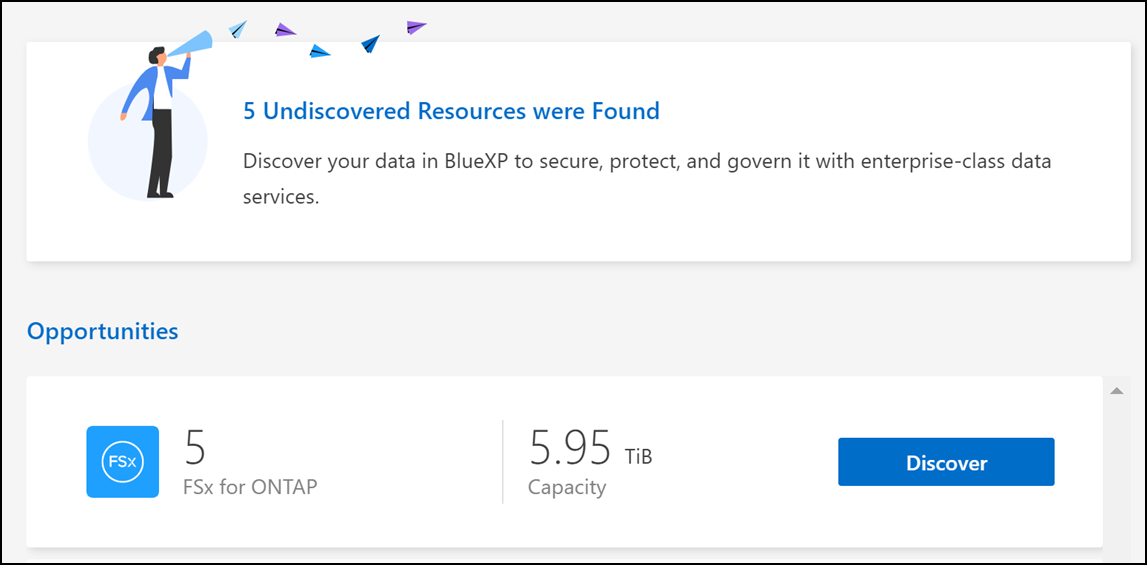 5 Undiscovered Resources were Found
Discover your data in BlueXP to secure, protect, and govern it with enterprise-class data
services.
Opportunities
FSx
5
FSx for ONTAP
5.95 TiB
Capacity
Discover